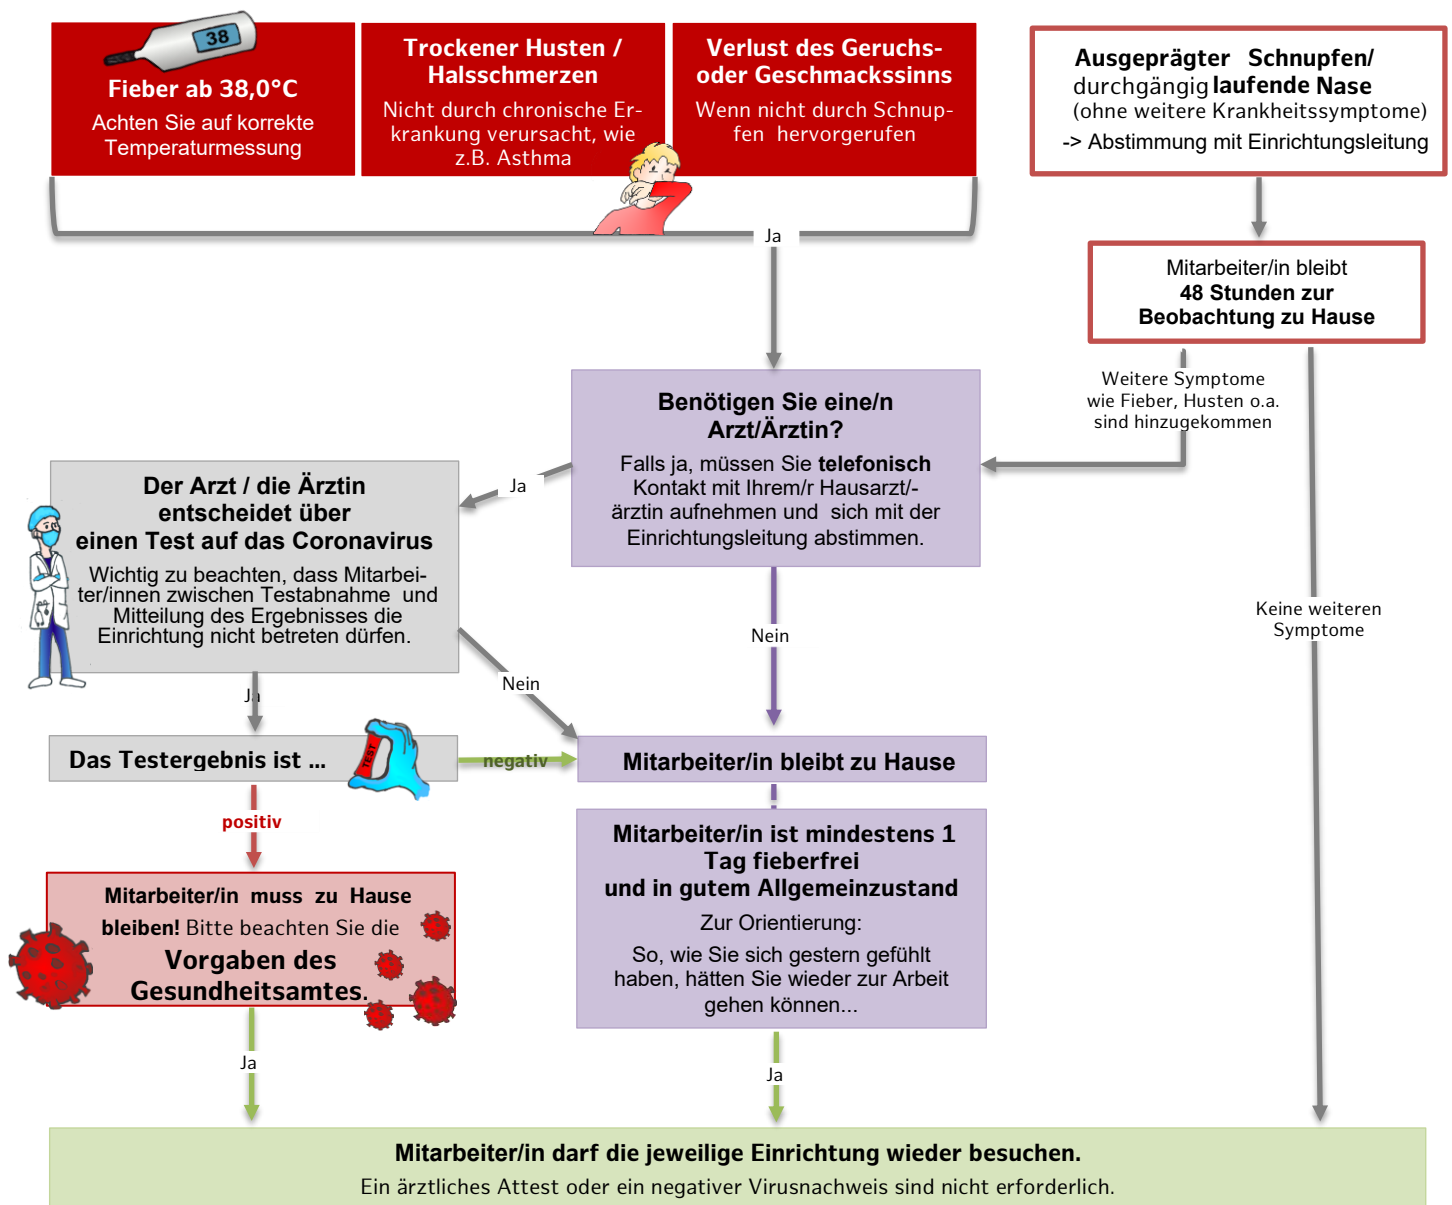 38
Fieber ab 38,0°C
Achten Sie auf korrekte
Temperaturmessung
Trockener Husten /
Halsschmerzen
Nicht durch chronische Er-
krankung verursacht, wie
z.B. Asthma
Verlust des Geruchs-
oder Geschmackssinns
Wenn nicht durch Schnup-
fen hervorgerufen
Ausgeprägter Schnupfen/
durchgängig laufende Nase
(ohne weitere Krankheitssymptome)
-> Abstimmung mit Einrichtungsleitung
Ja
Mitarbeiter/in bleibt
48 Stunden zur
Beobachtung zu Hause
Weitere Symptome
wie Fieber, Husten o.a.
sind hinzugekommen
Benötigen Sie eine/n
Arzt/Ärztin?
Falls ja, müssen Sie telefonisch
Kontakt mit Ihrem/r Hausarzt/-
ärztin aufnehmen und sich mit der
Einrichtungsleitung abstimmen.
Ja
Der Arzt / die Ärztin
entscheidet über
einen Test auf das Coronavirus
Wichtig zu beachten, dass Mitarbei-
ter/innen zwischen Testabnahme und
Mitteilung des Ergebnisses die
Einrichtung nicht betreten dürfen.
Keine weiteren
Symptome
Nein
Nein
Ja
Das Testergebnis ist ...
TEST
negativ
Mitarbeiter/in bleibt zu Hause
positiv
Mitarbeiter/in ist mindestens 1
Tag fieberfrei
und in gutem Allgemeinzustand
Zur Orientierung:
So, wie Sie sich gestern gefühlt
haben, hätten Sie wieder zur Arbeit
gehen können...
Mitarbeiter/in muss zu Hause
bleiben! Bitte beachten Sie die
Vorgaben des
Gesundheitsamtes.
Ja
Ja
Mitarbeiter/in darf die jeweilige Einrichtung wieder besuchen.
Ein ärztliches Attest oder ein negativer Virusnachweis sind nicht erforderlich.